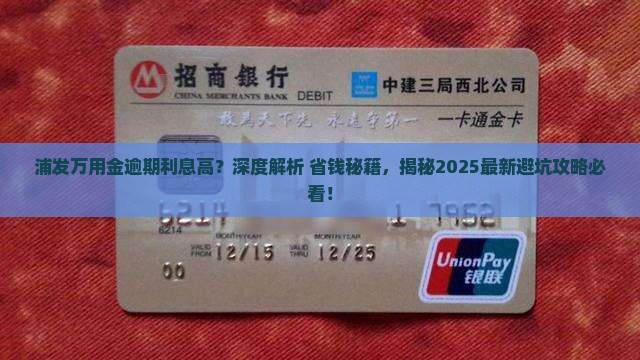 招商银行
CHINA MERCHANTS BANK DEBIT
中建三局西北公司
敢为天下先 永远争第一
一卡通金卡
浦发万用金逾期利息高？深度解析 省钱秘籍，揭秘2025最新避坑攻略必
看！
6214
6214
MONTH/YEAR MONTH/YEAR
VALID FROM 12/15 VALID THRU 12/25
00
UnionPay
银联